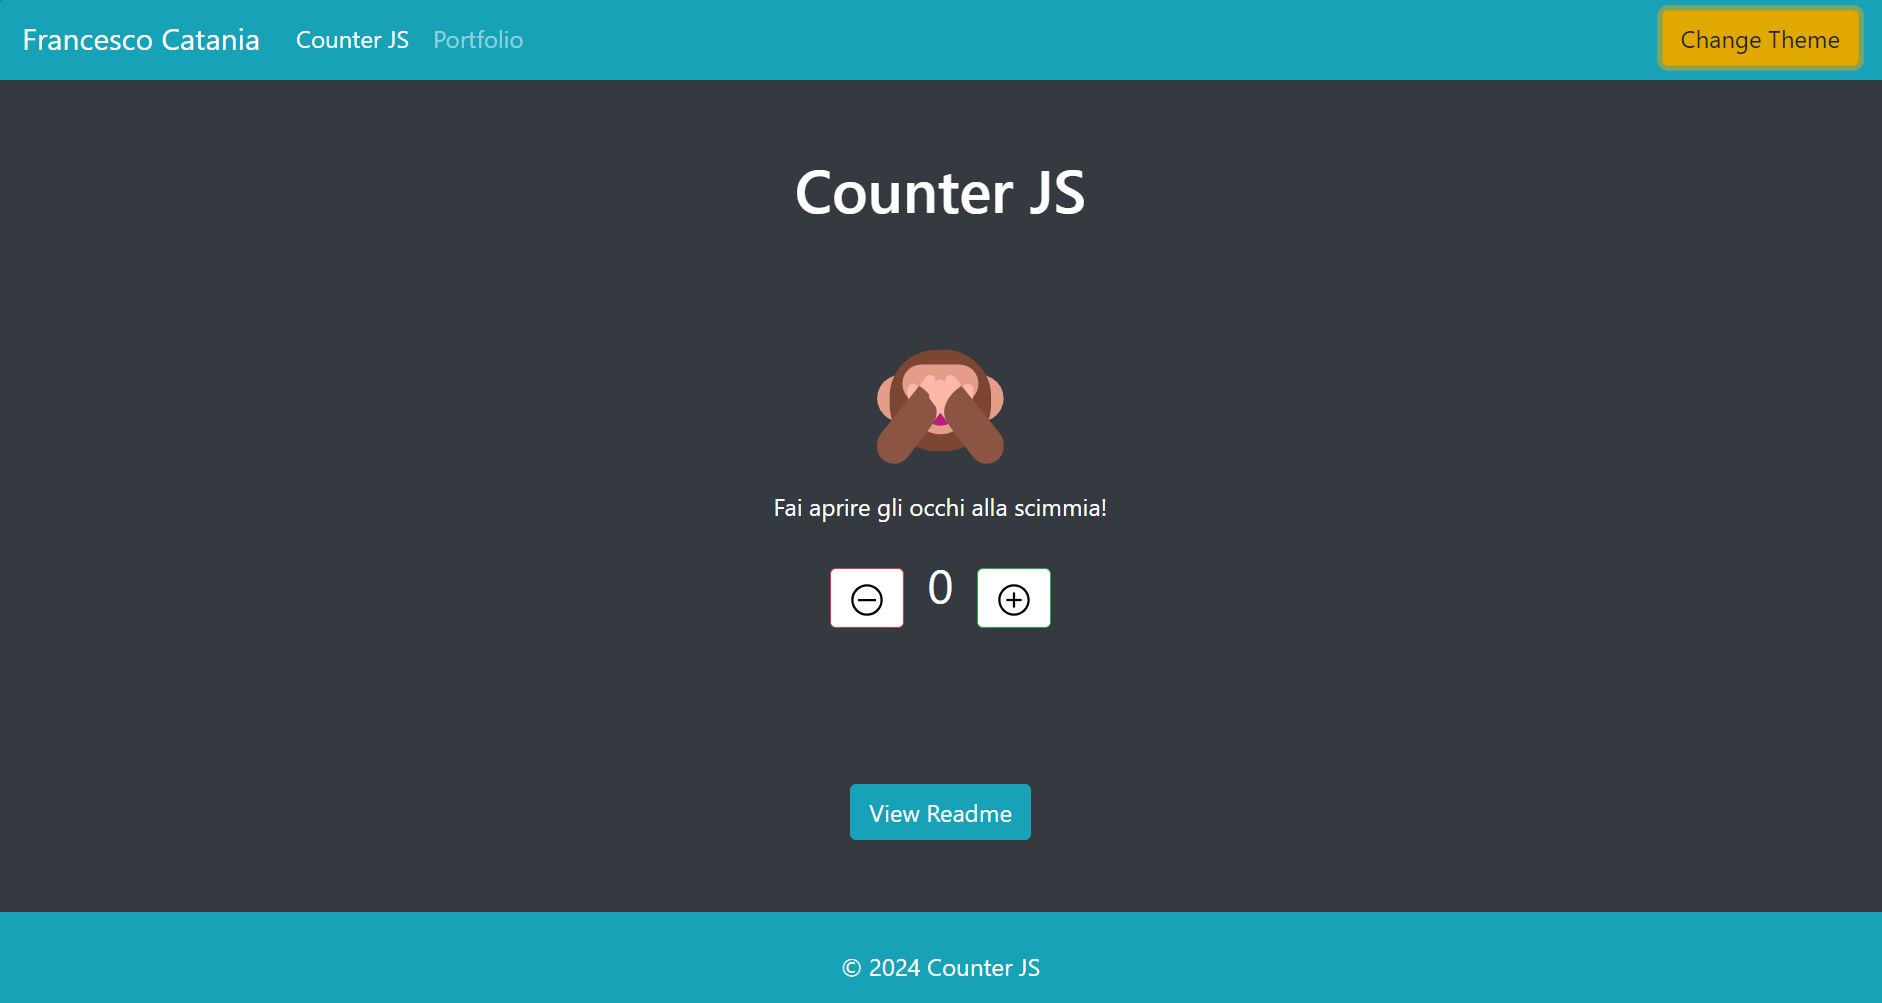 Francesco Catania Counter JS Portfolio Change Theme
Counter JS
Fai aprire gli occhi alla scimmia!
0
View Readme
© 2024 Counter JS